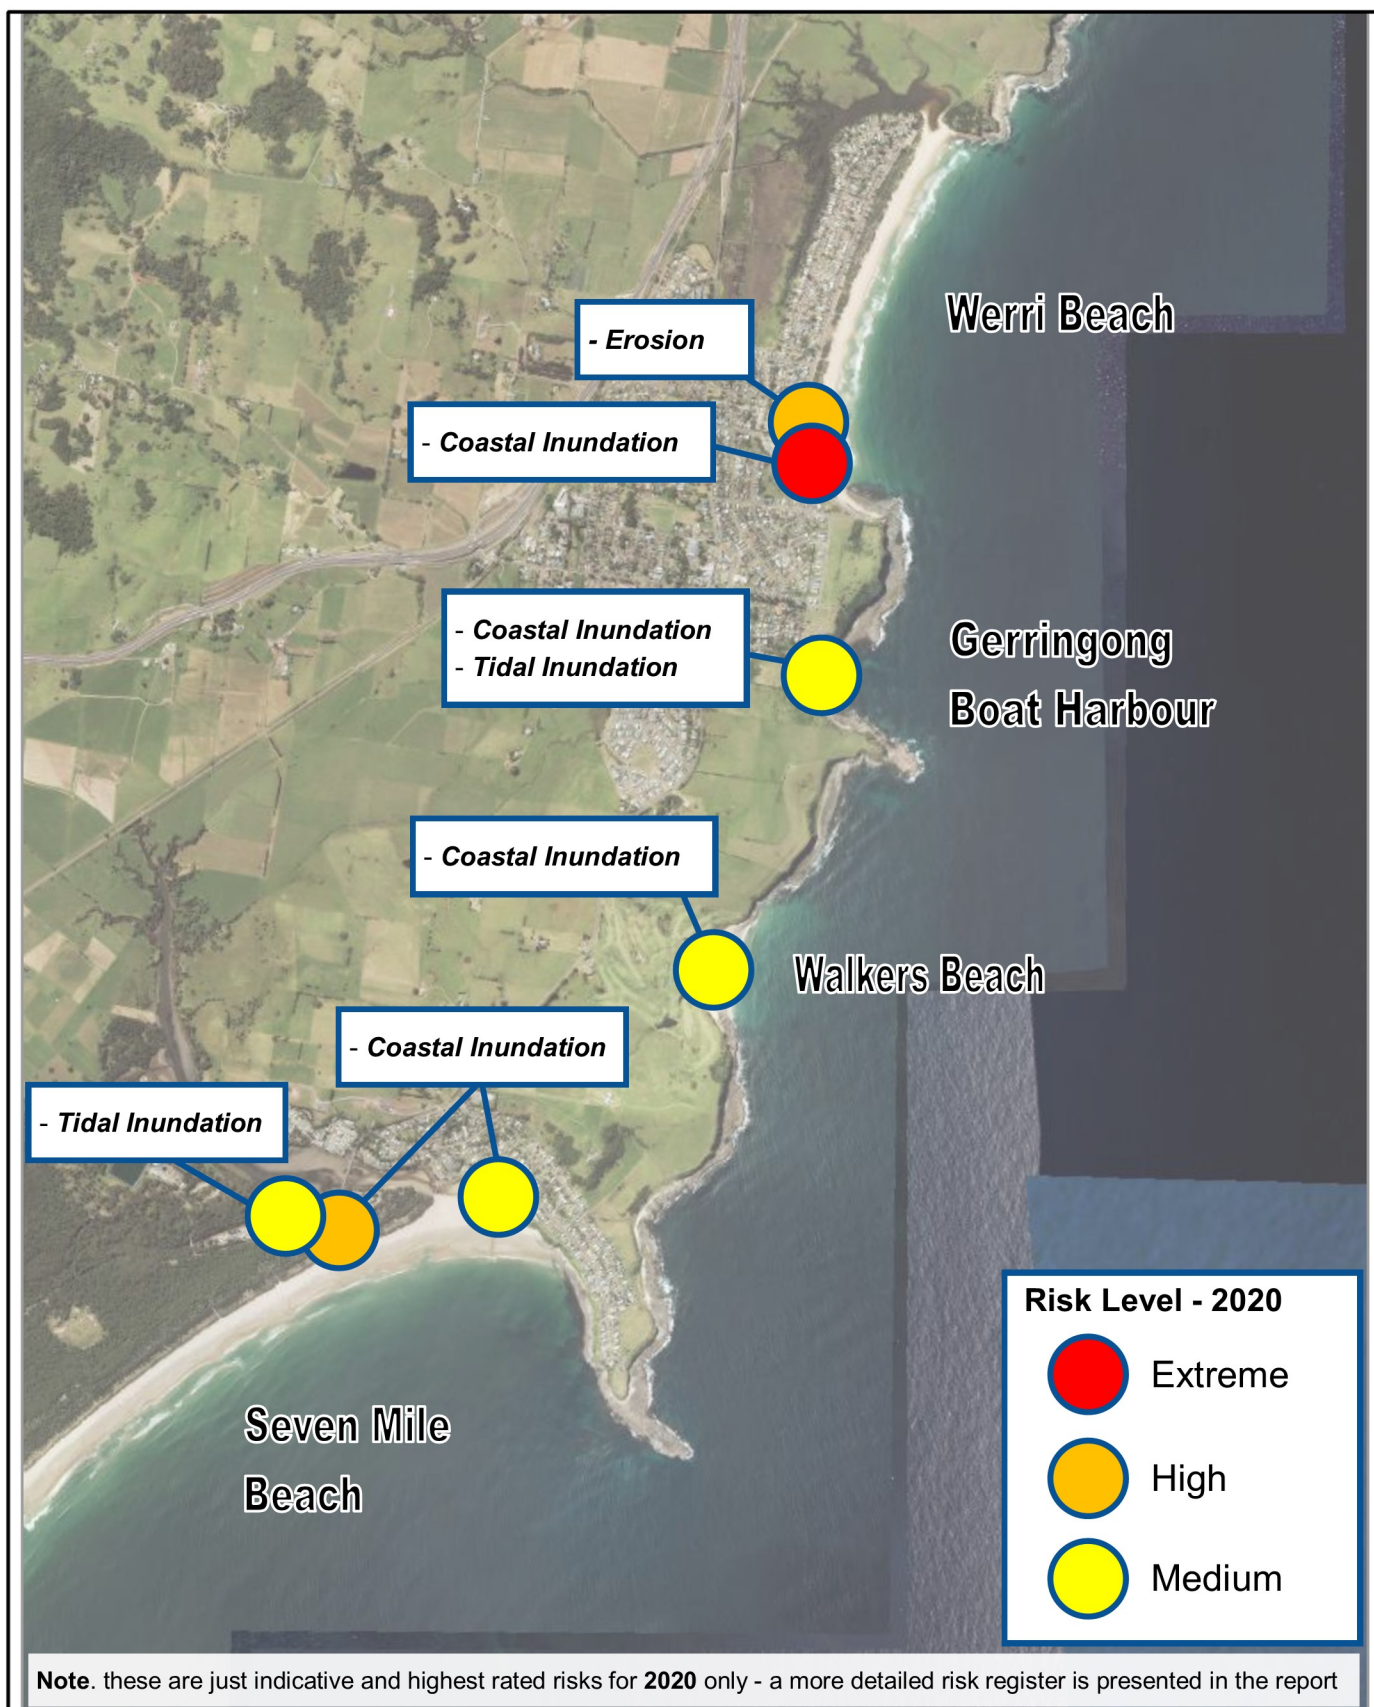 Werri Beach
- Erosion
- Coastal Inundation
- Coastal Inundation
- Tidal Inundation
Gerringong
Boat Harbour
- Coastal Inundation
Walkers Beach
- Coastal Inundation
- Tidal Inundation
Seven Mile
Beach
Risk Level - 2020
Extreme
High
Medium
Note. these are just indicative and highest rated risks for 2020 only - a more detailed risk register is presented in the report